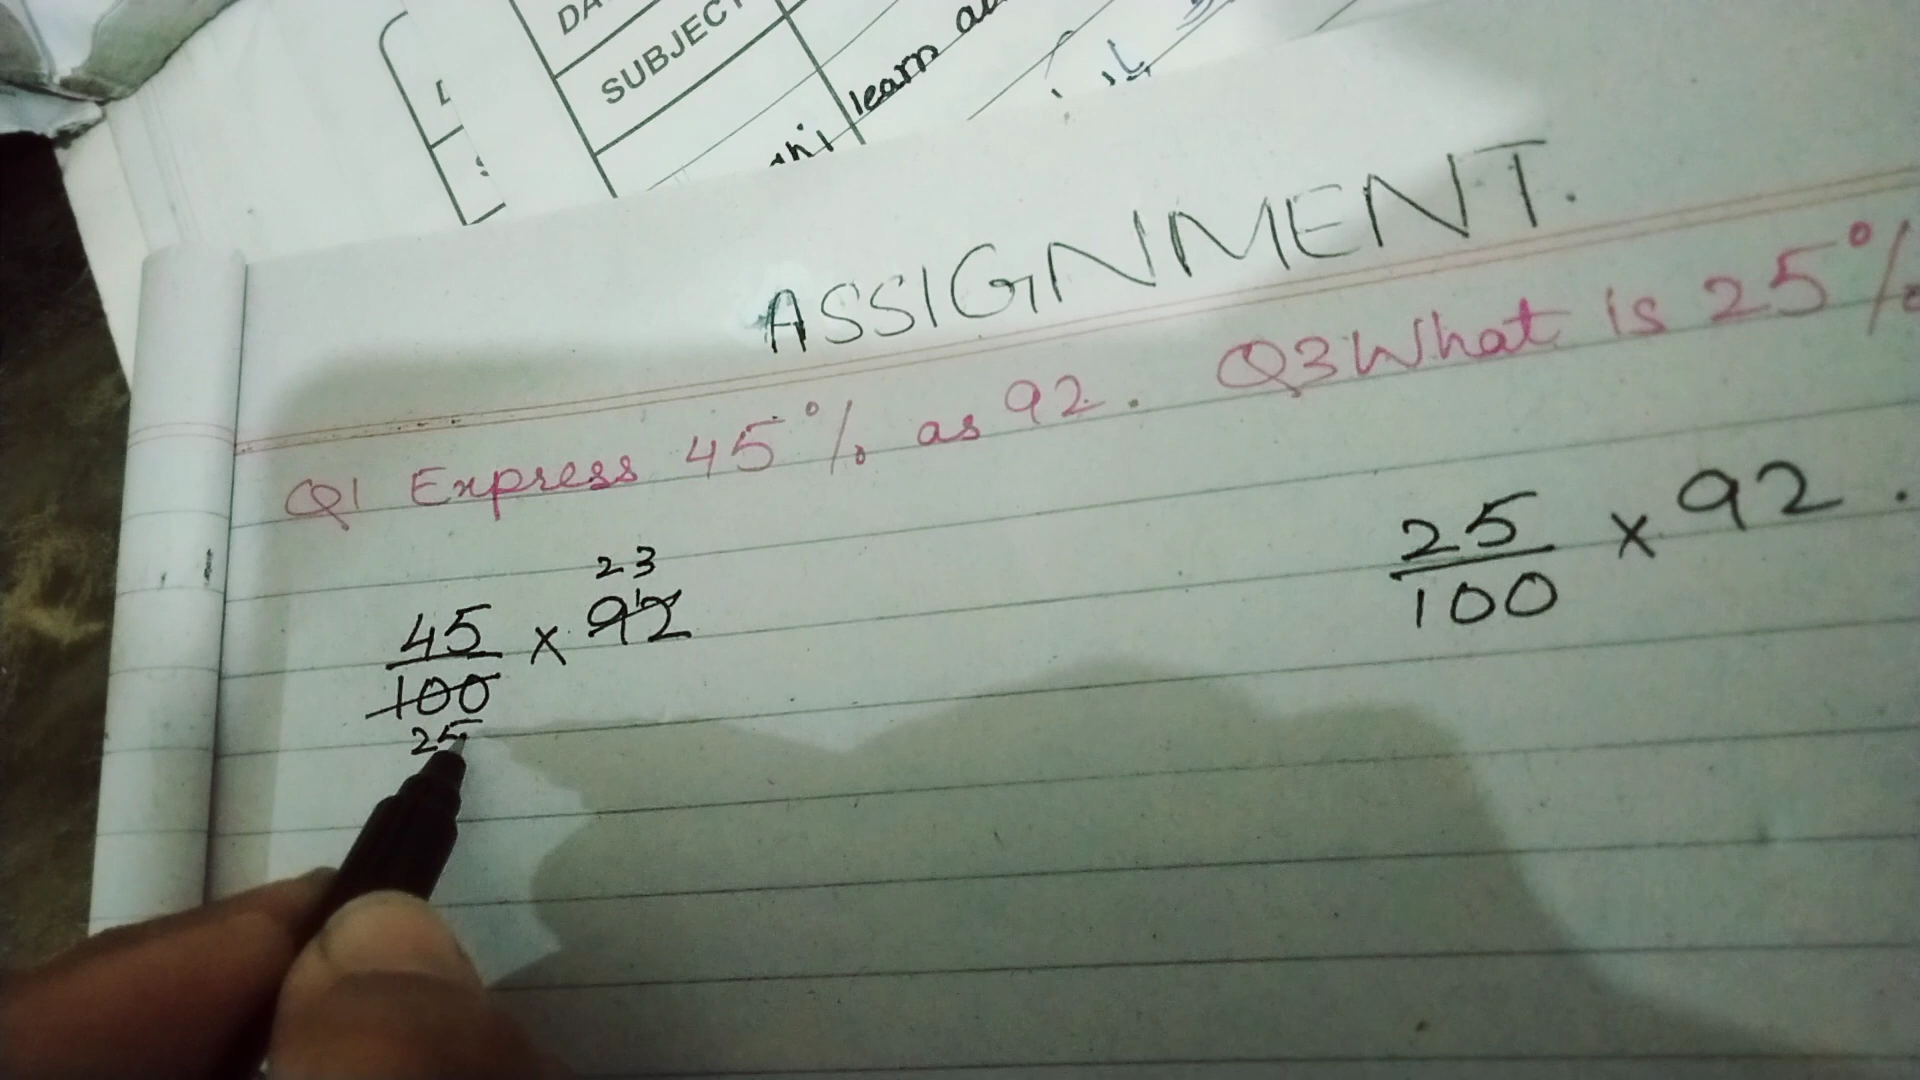 SUBJECT
learn
ASSIGNMENT.
Q1 Express 45% as 92. Q3 What is 25%
45/100 × 92
23
25
25/100 × 92.